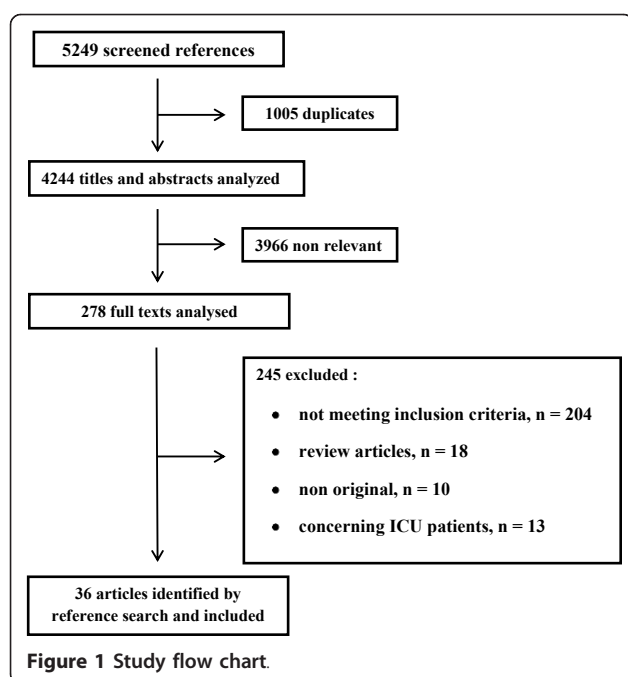 5249 screened references
1005 duplicates
4244 titles and abstracts analyzed
3966 non relevant
278 full texts analysed
245 excluded :
• not meeting inclusion criteria, n = 204
• review articles, n = 18
• non original, n = 10
• concerning ICU patients, n = 13
36 articles identified by
reference search and included
Figure 1 Study flow chart.